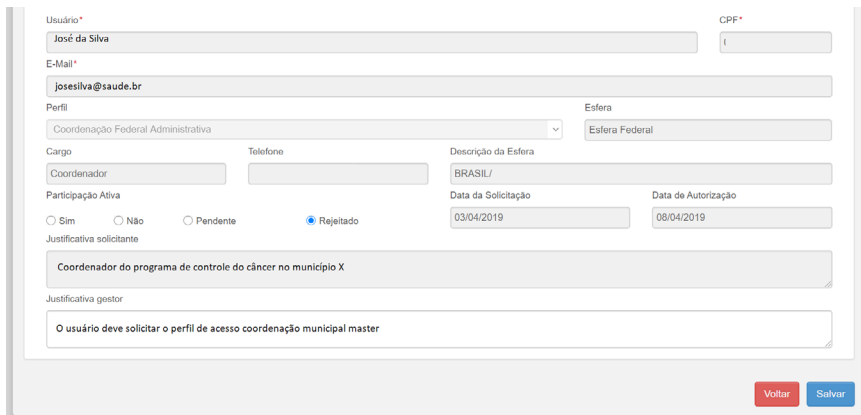 Usuário* CPF*
José da Silva (
E-Mail*
josesilva@saude.br
Perfil Esfera
Coordenação Federal Administrativa Esfera Federal
Cargo Telefone Descrição da Esfera
Coordenador BRASIL/
Participação Ativa Data da Solicitação Data de Autorização
Sim Não Pendente Rejeitado 03/04/2019 08/04/2019
Justificativa solicitante
Coordenador do programa de controle do câncer no município X
Justificativa gestor
O usuário deve solicitar o perfil de acesso coordenação municipal master
Voltar Salvar